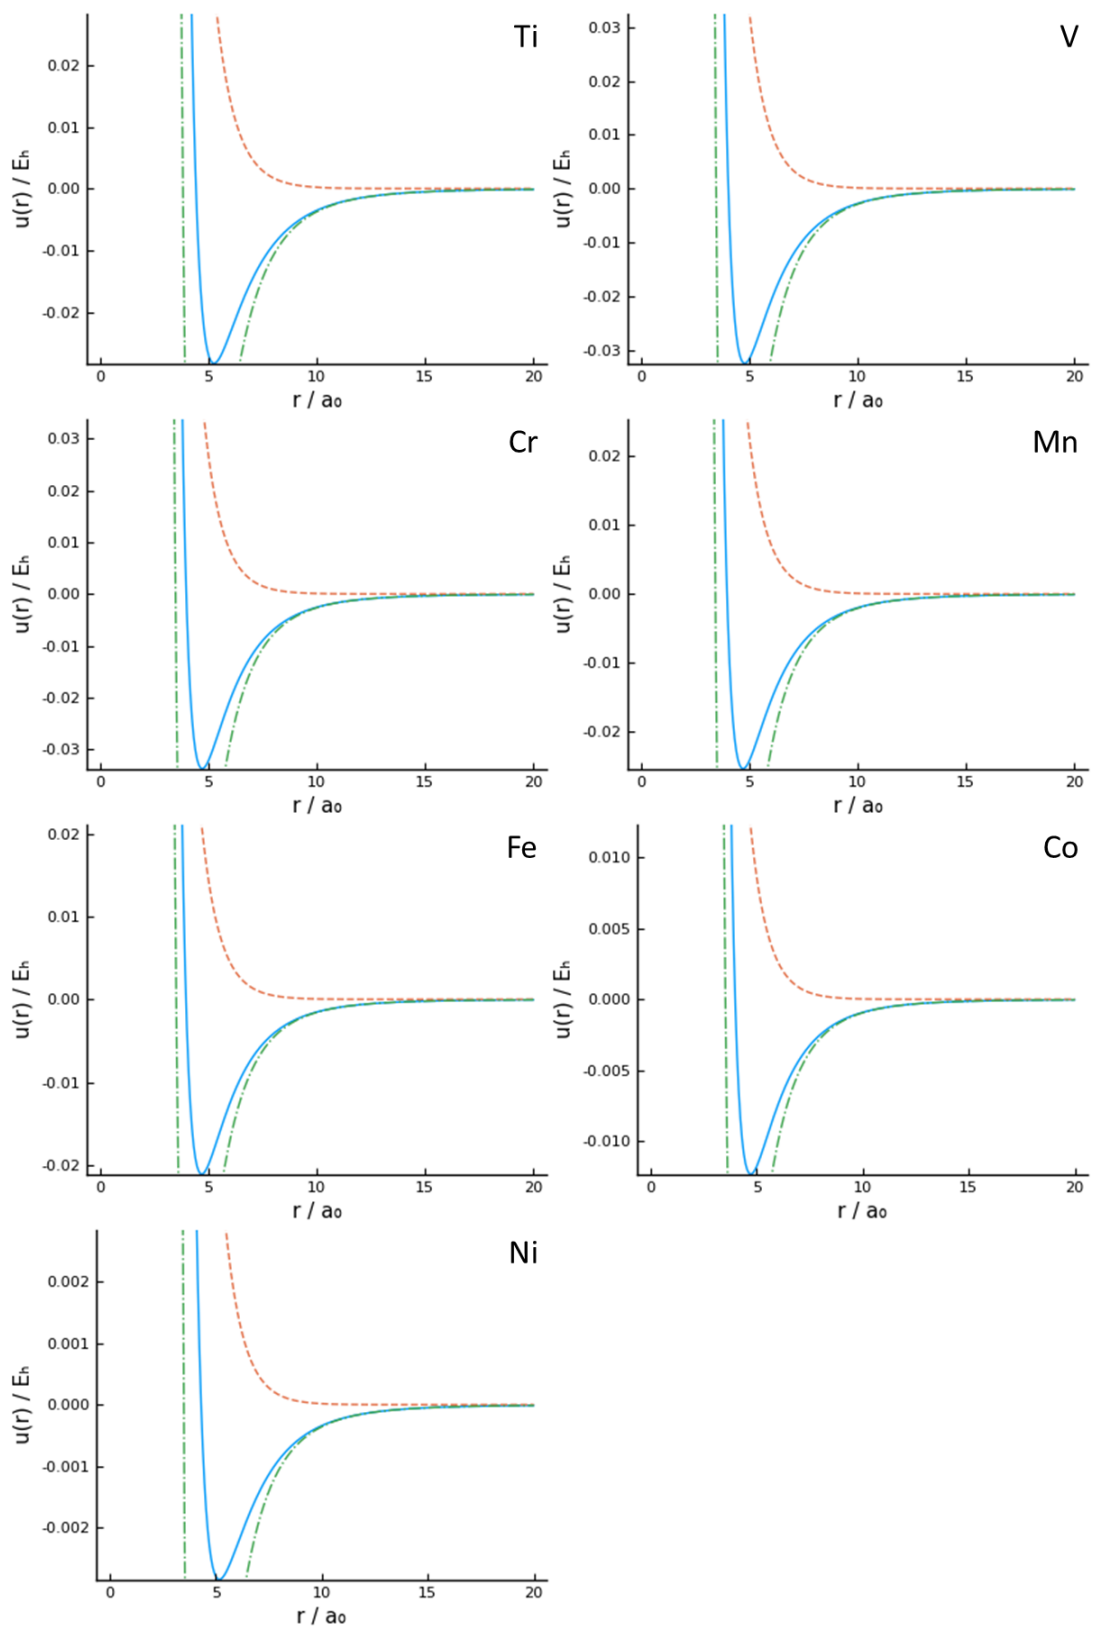 Ti
0.02
0.01
0.00
-0.01
-0.02
u(r) / Eₕ
0 5 10 15 20
r / a₀
V
0.03
0.02
0.01
0.00
-0.01
-0.02
-0.03
u(r) / Eₕ
0 5 10 15 20
r / a₀
Cr
0.03
0.02
0.01
0.00
-0.01
-0.02
-0.03
u(r) / Eₕ
0 5 10 15 20
r / a₀
Mn
0.02
0.01
0.00
-0.01
-0.02
u(r) / Eₕ
0 5 10 15 20
r / a₀
Fe
0.02
0.01
0.00
-0.01
-0.02
u(r) / Eₕ
0 5 10 15 20
r / a₀
Co
0.010
0.005
0.000
-0.005
-0.010
u(r) / Eₕ
0 5 10 15 20
r / a₀
Ni
0.002
0.001
0.000
-0.001
-0.002
u(r) / Eₕ
0 5 10 15 20
r / a₀